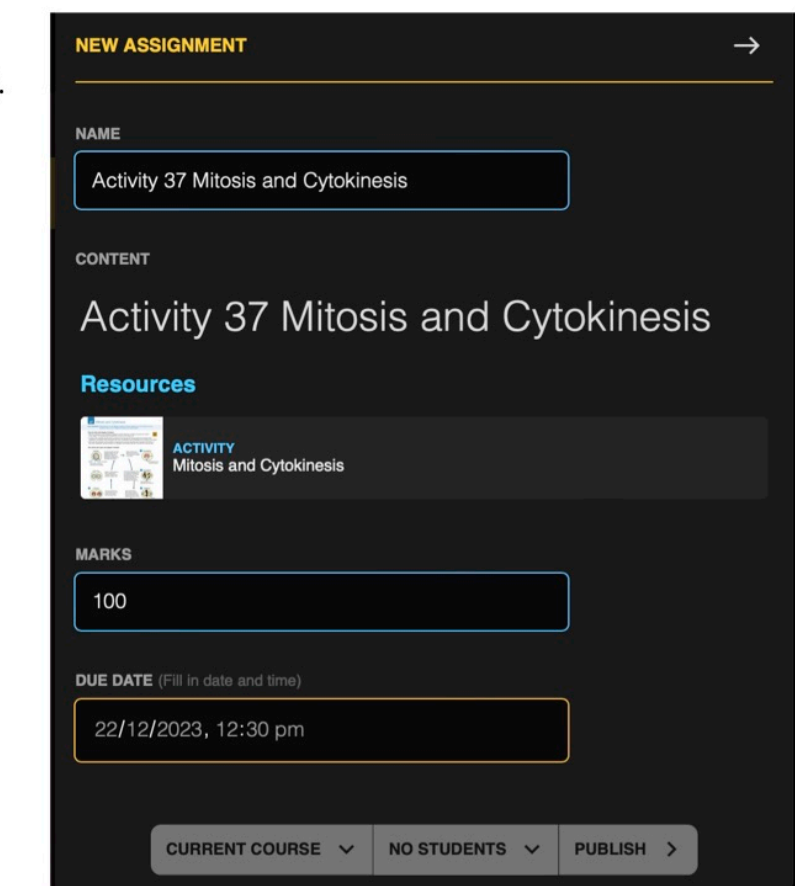 .
NEW ASSIGNMENT →
NAME
Activity 37 Mitosis and Cytokinesis
CONTENT
Activity 37 Mitosis and Cytokinesis
Resources
ACTIVITY
Mitosis and Cytokinesis
MARKS
100
DUE DATE (Fill in date and time)
22/12/2023, 12:30 pm
CURRENT COURSE NO STUDENTS PUBLISH